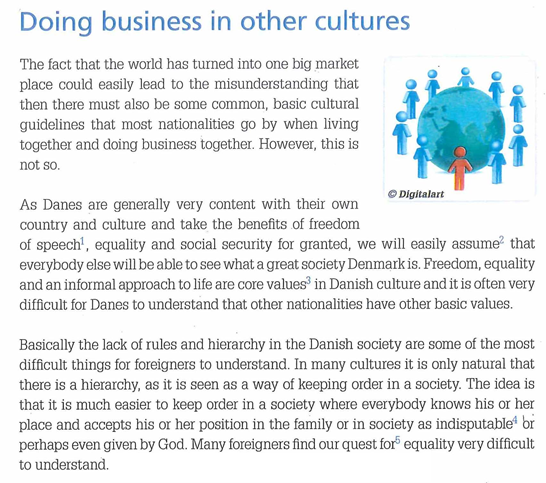 Doing business in other cultures
The fact that the world has turned into one big market
place could easily lead to the misunderstanding that
then there must also be some common, basic cultural
guidelines that most nationalities go by when living
together and doing business together. However, this is
not so.
© Digitalart
As Danes are generally very content with their own
country and culture and take the benefits of freedom
of speech¹, equality and social security for granted, we will easily assume² that
everybody else will be able to see what a great society Denmark is. Freedom, equality
and an informal approach to life are core values³ in Danish culture and it is often very
difficult for Danes to understand that other nationalities have other basic values.
Basically the lack of rules and hierarchy in the Danish society are some of the most
difficult things for foreigners to understand. In many cultures it is only natural that
there is a hierarchy, as it is seen as a way of keeping order in a society. The idea is
that it is much easier to keep order in a society where everybody knows his or her
place and accepts his or her position in the family or in society as indisputable⁴ or
perhaps even given by God. Many foreigners find our quest for⁵ equality very difficult
to understand.